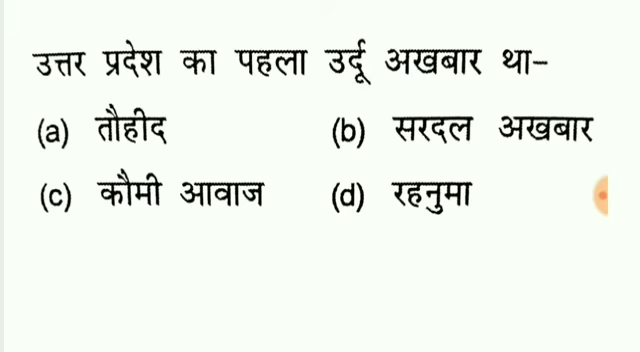 उत्तर प्रदेश का पहला उर्दू अखबार था–
(a) तौहीद (b) सरदल अखबार
(c) कौमी आवाज (d) रहनुमा